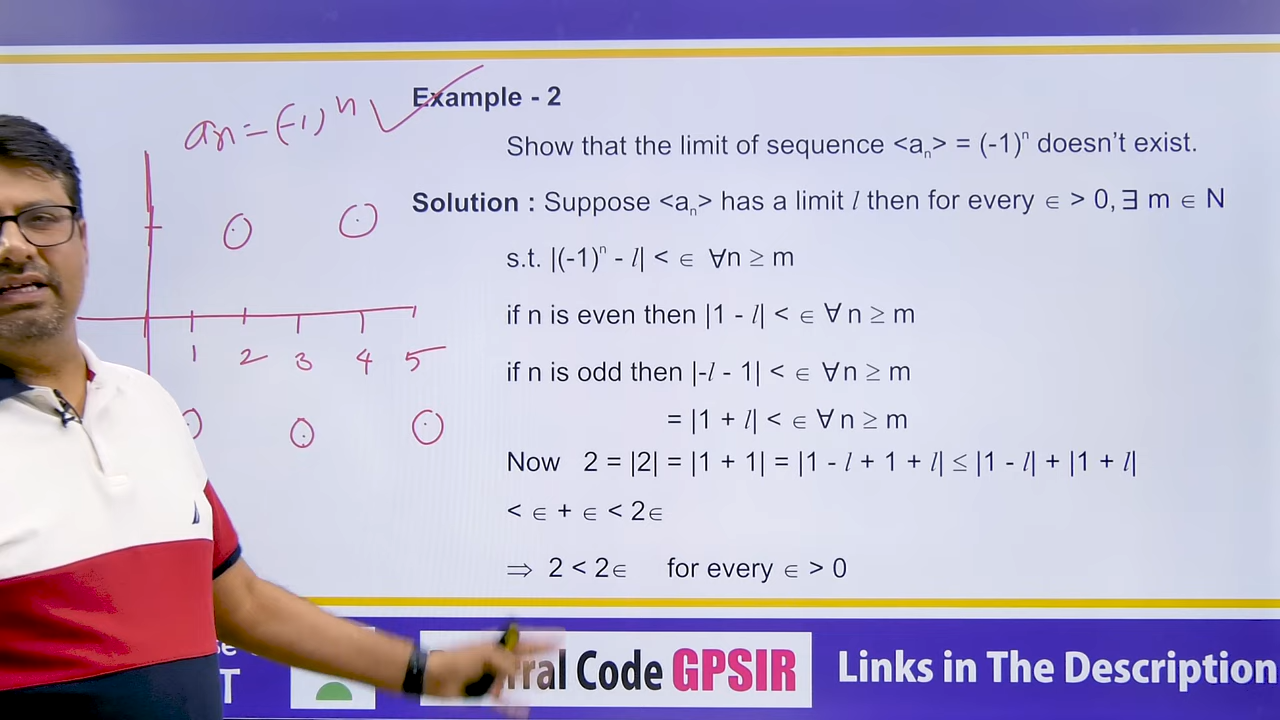 aₙ = (-1)ⁿ ✓
1 2 3 4 5
Example - 2
Show that the limit of sequence <aₙ> = (-1)ⁿ doesn't exist.
Solution : Suppose <aₙ> has a limit l then for every ∈ > 0, ∃ m ∈ N
s.t. |(-1)ⁿ - l| < ∈ ∀n ≥ m
if n is even then |1 - l| < ∈ ∀ n ≥ m
if n is odd then |-l - 1| < ∈ ∀n ≥ m
= |1 + l| < ∈ ∀ n ≥ m
Now 2 = |2| = |1 + 1| = |1 - l + 1 + l| ≤ |1 - l| + |1 + l|
< ∈ + ∈ < 2∈
⇒ 2 < 2∈ for every ∈ > 0
Code GPSIR
Links in The Description